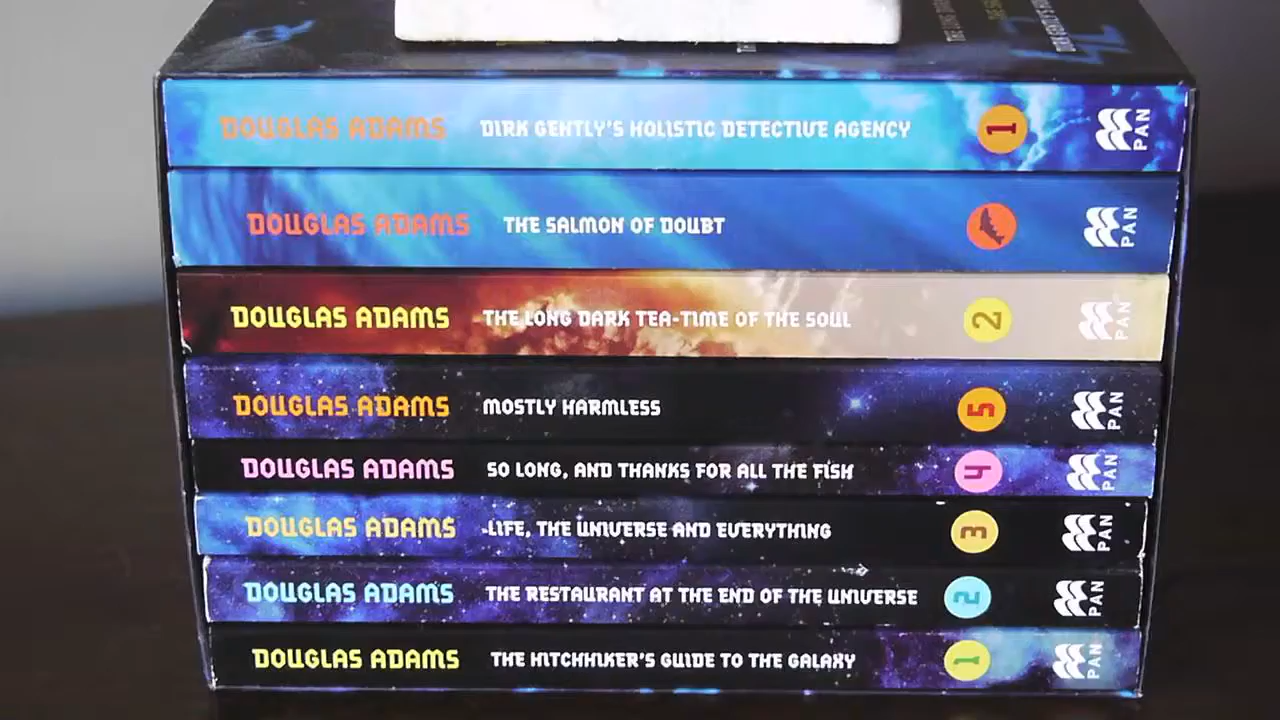 DOUGLAS ADAMS DIRK GENTLY'S HOLISTIC DETECTIVE AGENCY 1 PAN
DOUGLAS ADAMS THE SALMON OF DOUBT PAN
DOUGLAS ADAMS THE LONG DARK TEA-TIME OF THE SOUL 2 PAN
DOUGLAS ADAMS MOSTLY HARMLESS 5 PAN
DOUGLAS ADAMS SO LONG, AND THANKS FOR ALL THE FISH 4 PAN
DOUGLAS ADAMS LIFE, THE UNIVERSE AND EVERYTHING 3 PAN
DOUGLAS ADAMS THE RESTAURANT AT THE END OF THE UNIVERSE 2 PAN
DOUGLAS ADAMS THE HITCHHIKER'S GUIDE TO THE GALAXY 1 PAN